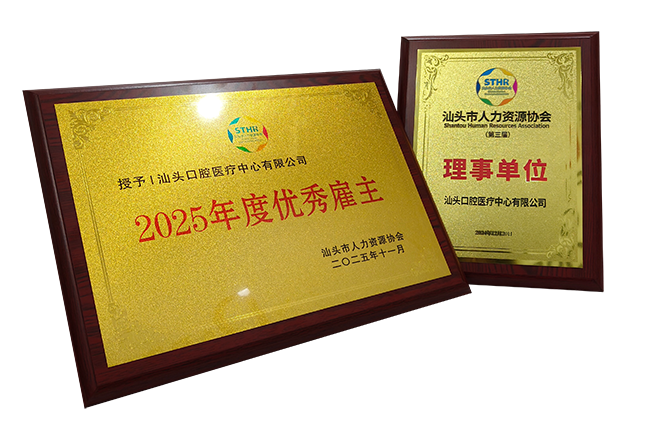 STHR
授予 | 汕头口腔医疗中心有限公司
2025年度优秀雇主
汕头市人力资源协会
二〇二五年十一月
STHR
汕头市人力资源协会
Shantou Human Resources Association
(第三届)
理事单位
汕头口腔医疗中心有限公司